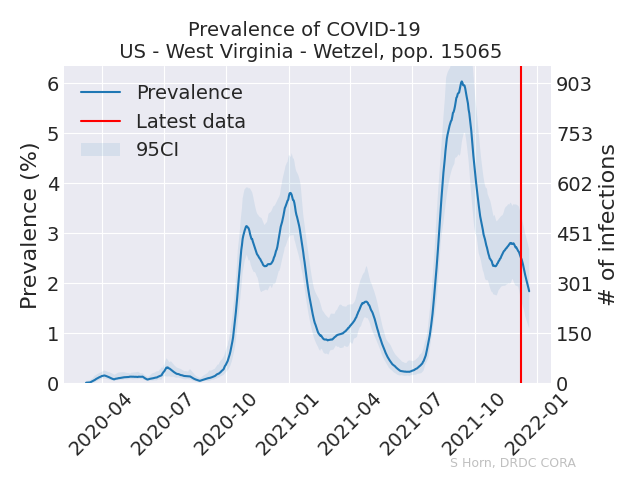 Prevalence of COVID-19
US - West Virginia - Wetzel, pop. 15065
Prevalence
Latest data
95CI
Prevalence (%)
6
5
4
3
2
1
0
903
753
602
451
301
150
0
# of infections
2020-04
2020-07
2020-10
2021-01
2021-04
2021-07
2021-10
2022-01
S Horn, DRDC CORA